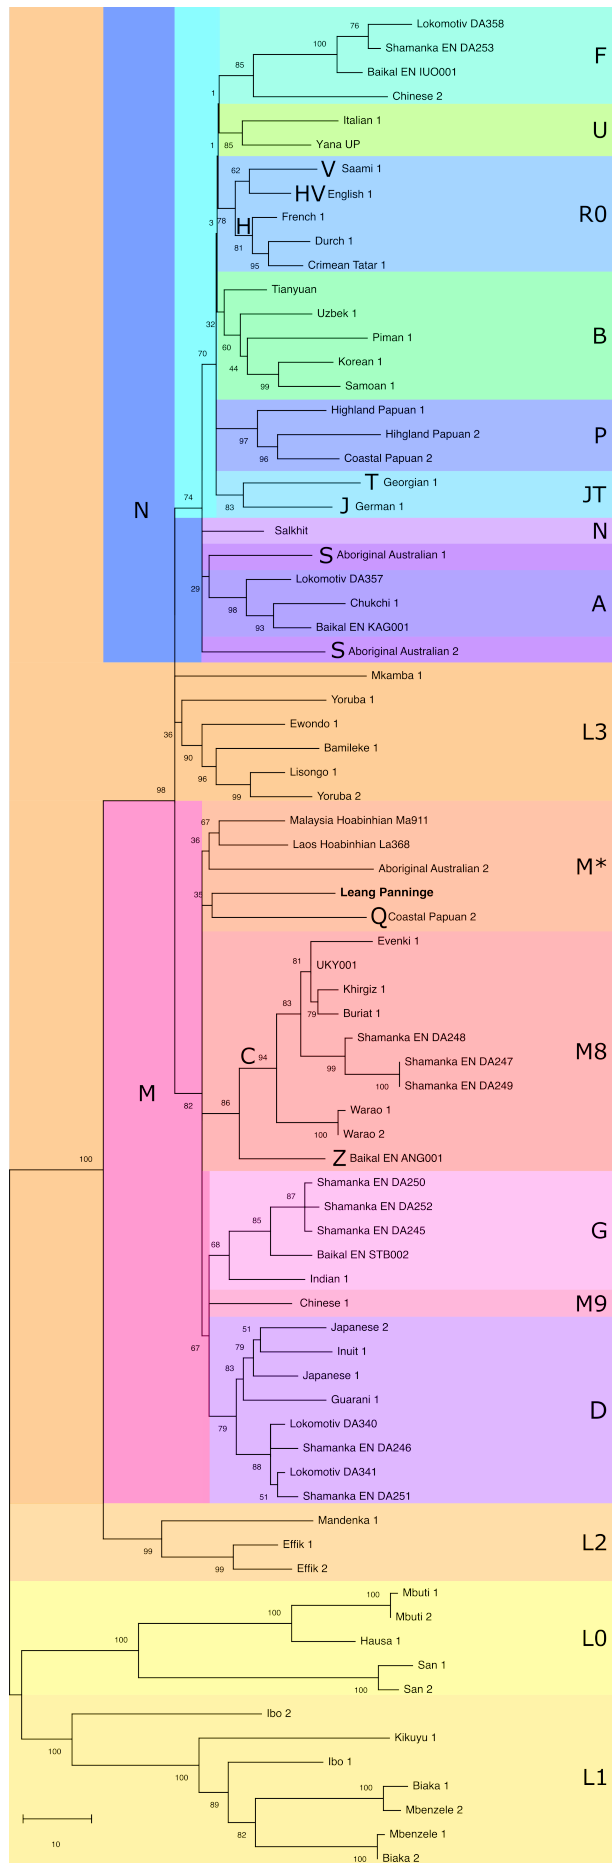 76
Lokomotiv DA358
100
Shamanka EN DA253
F
85
Baikal EN IUO001
1
Chinese 2
Italian 1
U
1
85
Yana UP
62
V Saami 1
HV English 1
3
78
H
French 1
R0
81
Durch 1
95
Crimean Tatar 1
Tianyuan
32
Uzbek 1
60
Piman 1
B
70
44
Korean 1
99
Samoan 1
Highland Papuan 1
97
Hihgland Papuan 2
P
96
Coastal Papuan 2
T Georgian 1
JT
74
83
J German 1
N
Salkhit
N
S Aboriginal Australian 1
29
Lokomotiv DA357
98
Chukchi 1
A
93
Baikal EN KAG001
S Aboriginal Australian 2
Mkamba 1
Yoruba 1
36
Ewondo 1
L3
90
Bamileke 1
96
Lisongo 1
98
99
Yoruba 2
67
Malaysia Hoabinhian Ma911
36
Laos Hoabinhian La368
M*
Aboriginal Australian 2
35
Leang Panninge
Q Coastal Papuan 2
Evenki 1
81
UKY001
Khirgiz 1
83
79
Buriat 1
Shamanka EN DA248
M8
C 94
99
Shamanka EN DA247
100
Shamanka EN DA249
M
82
86
Warao 1
100
Warao 2
Z Baikal EN ANG001
100
Shamanka EN DA250
87
Shamanka EN DA252
85
Shamanka EN DA245
G
68
Baikal EN STB002
Indian 1
Chinese 1
M9
51
Japanese 2
67
79
Inuit 1
83
Japanese 1
Guarani 1
D
79
Lokomotiv DA340
Shamanka EN DA246
88
Lokomotiv DA341
51
Shamanka EN DA251
Mandenka 1
99
Effik 1
L2
99
Effik 2
100
Mbuti 1
100
Mbuti 2
100
Hausa 1
L0
San 1
100
San 2
Ibo 2
100
Kikuyu 1
100
Ibo 1
L1
100
Biaka 1
89
Mbenzele 2
82
Mbenzele 1
10
100
Biaka 2